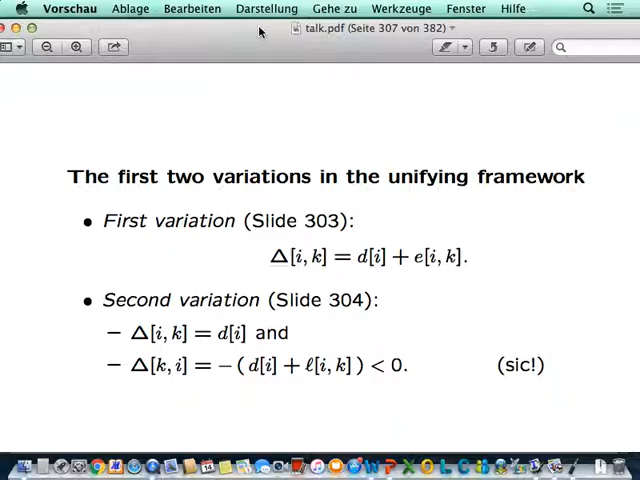 Vorschau Ablage Bearbeiten Darstellung Gehe zu Werkzeuge Fenster Hilfe
talk.pdf (Seite 307 von 382)
The first two variations in the unifying framework
• First variation (Slide 303):
Δ[i, k] = d[i] + e[i, k].
• Second variation (Slide 304):
– Δ[i, k] = d[i] and
– Δ[k, i] = − ( d[i] + ℓ[i, k] ) < 0. (sic!)